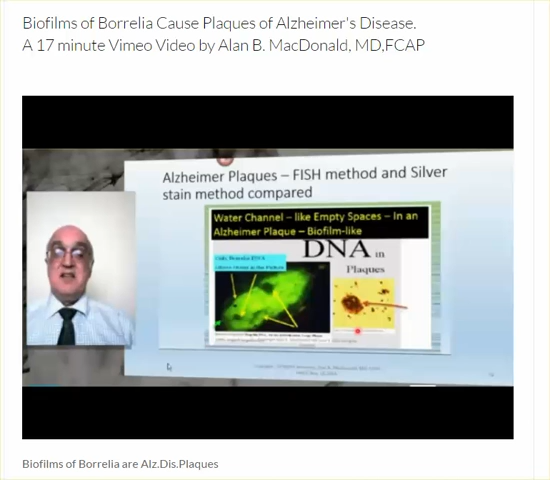 Biofilms of Borrelia Cause Plaques of Alzheimer's Disease.
A 17 minute Vimeo Video by Alan B. MacDonald, MD,FCAP
Alzheimer Plaques – FISH method and Silver
stain method compared
Water Channel – like Empty Spaces – In an
Alzheimer Plaque – Biofilm-like
DNA in
Plaques
Biofilms of Borrelia are Alz.Dis.Plaques